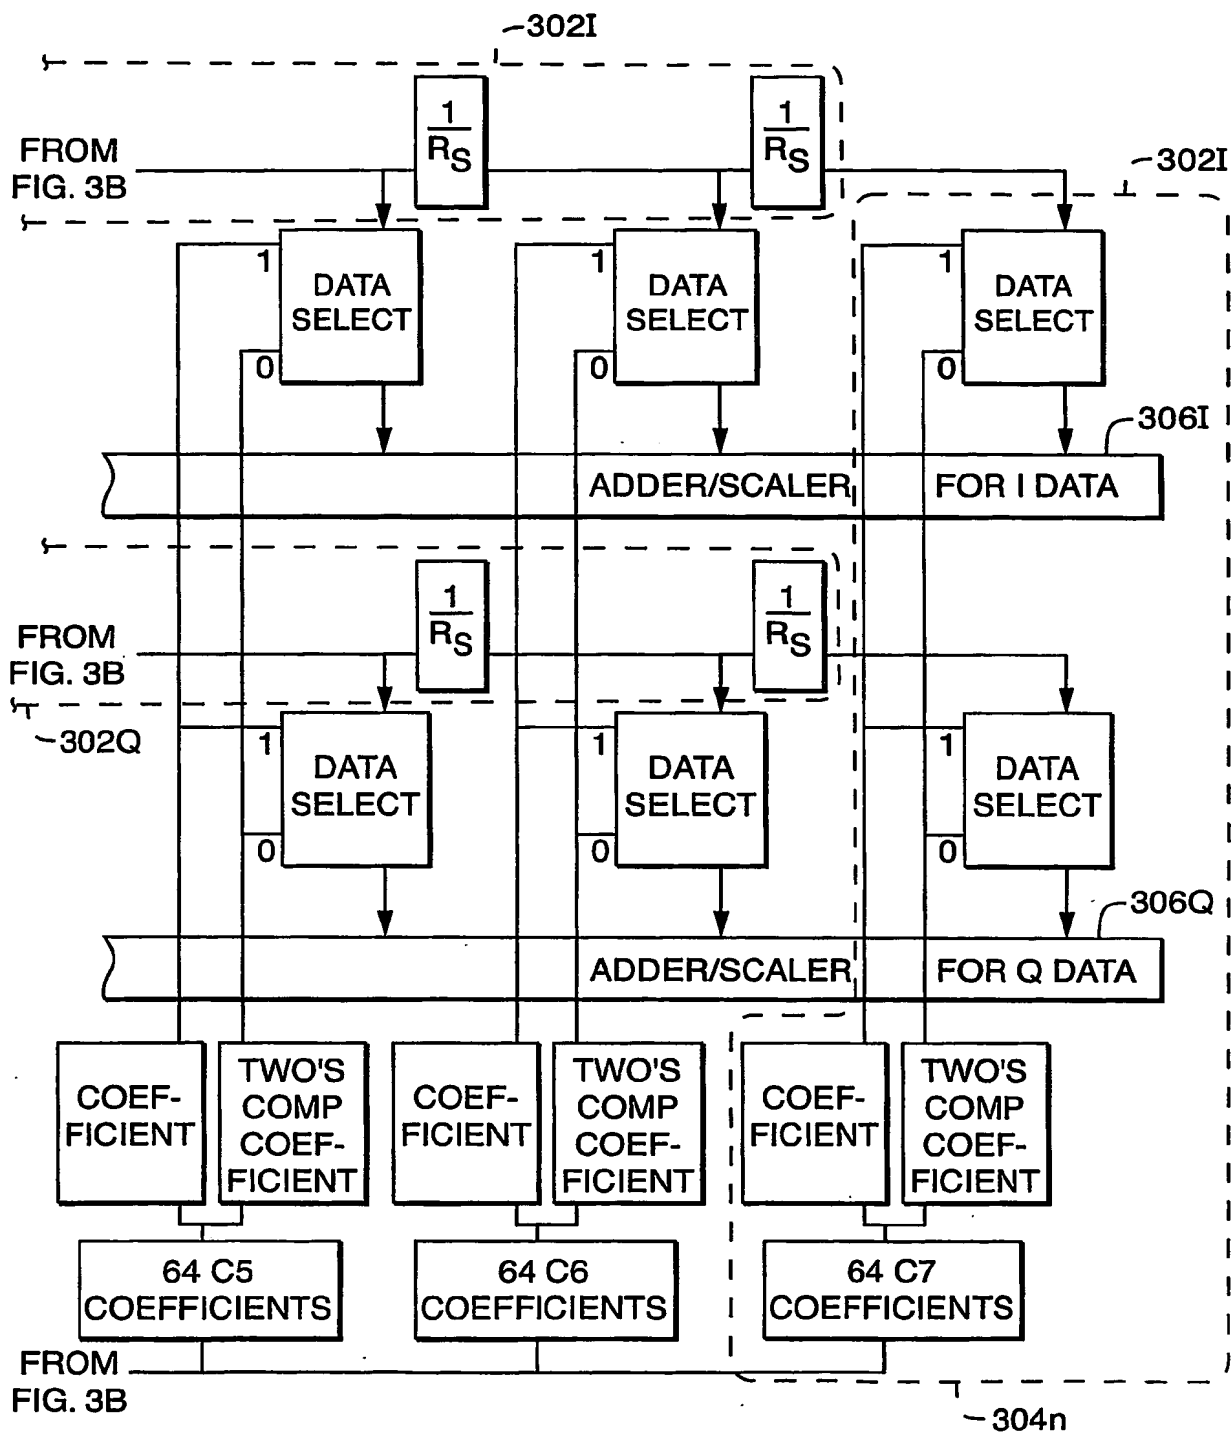 302I
1
RS
1
RS
FROM
FIG. 3B
302I
1
DATA
SELECT
0
1
DATA
SELECT
0
1
DATA
SELECT
0
306I
ADDER/SCALER FOR I DATA
1
RS
1
RS
FROM
FIG. 3B
302Q
1
DATA
SELECT
0
1
DATA
SELECT
0
1
DATA
SELECT
0
306Q
ADDER/SCALER FOR Q DATA
COEF-
FICIENT
TWO'S
COMP
COEF-
FICIENT
COEF-
FICIENT
TWO'S
COMP
COEF-
FICIENT
COEF-
FICIENT
TWO'S
COMP
COEF-
FICIENT
64 C5
COEFFICIENTS
64 C6
COEFFICIENTS
64 C7
COEFFICIENTS
FROM
FIG. 3B
304n